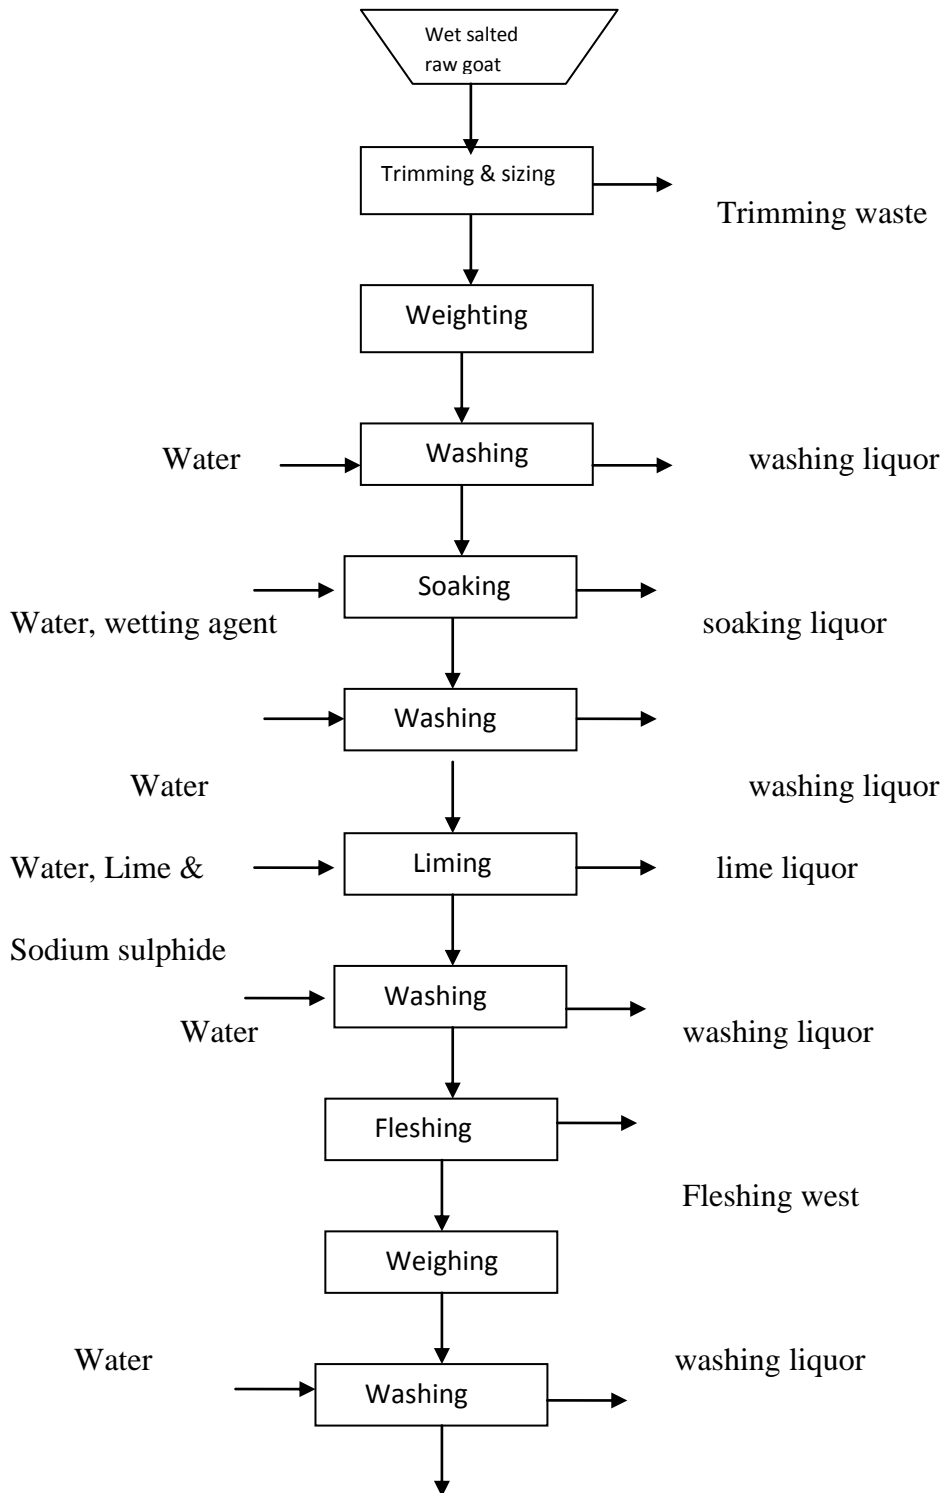 Wet salted
raw goat
Trimming & sizing
Trimming waste
Weighting
Water
Washing
washing liquor
Soaking
Water, wetting agent
soaking liquor
Washing
Water
washing liquor
Water, Lime &
Liming
lime liquor
Sodium sulphide
Washing
Water
washing liquor
Fleshing
Fleshing west
Weighing
Water
washing liquor
Washing